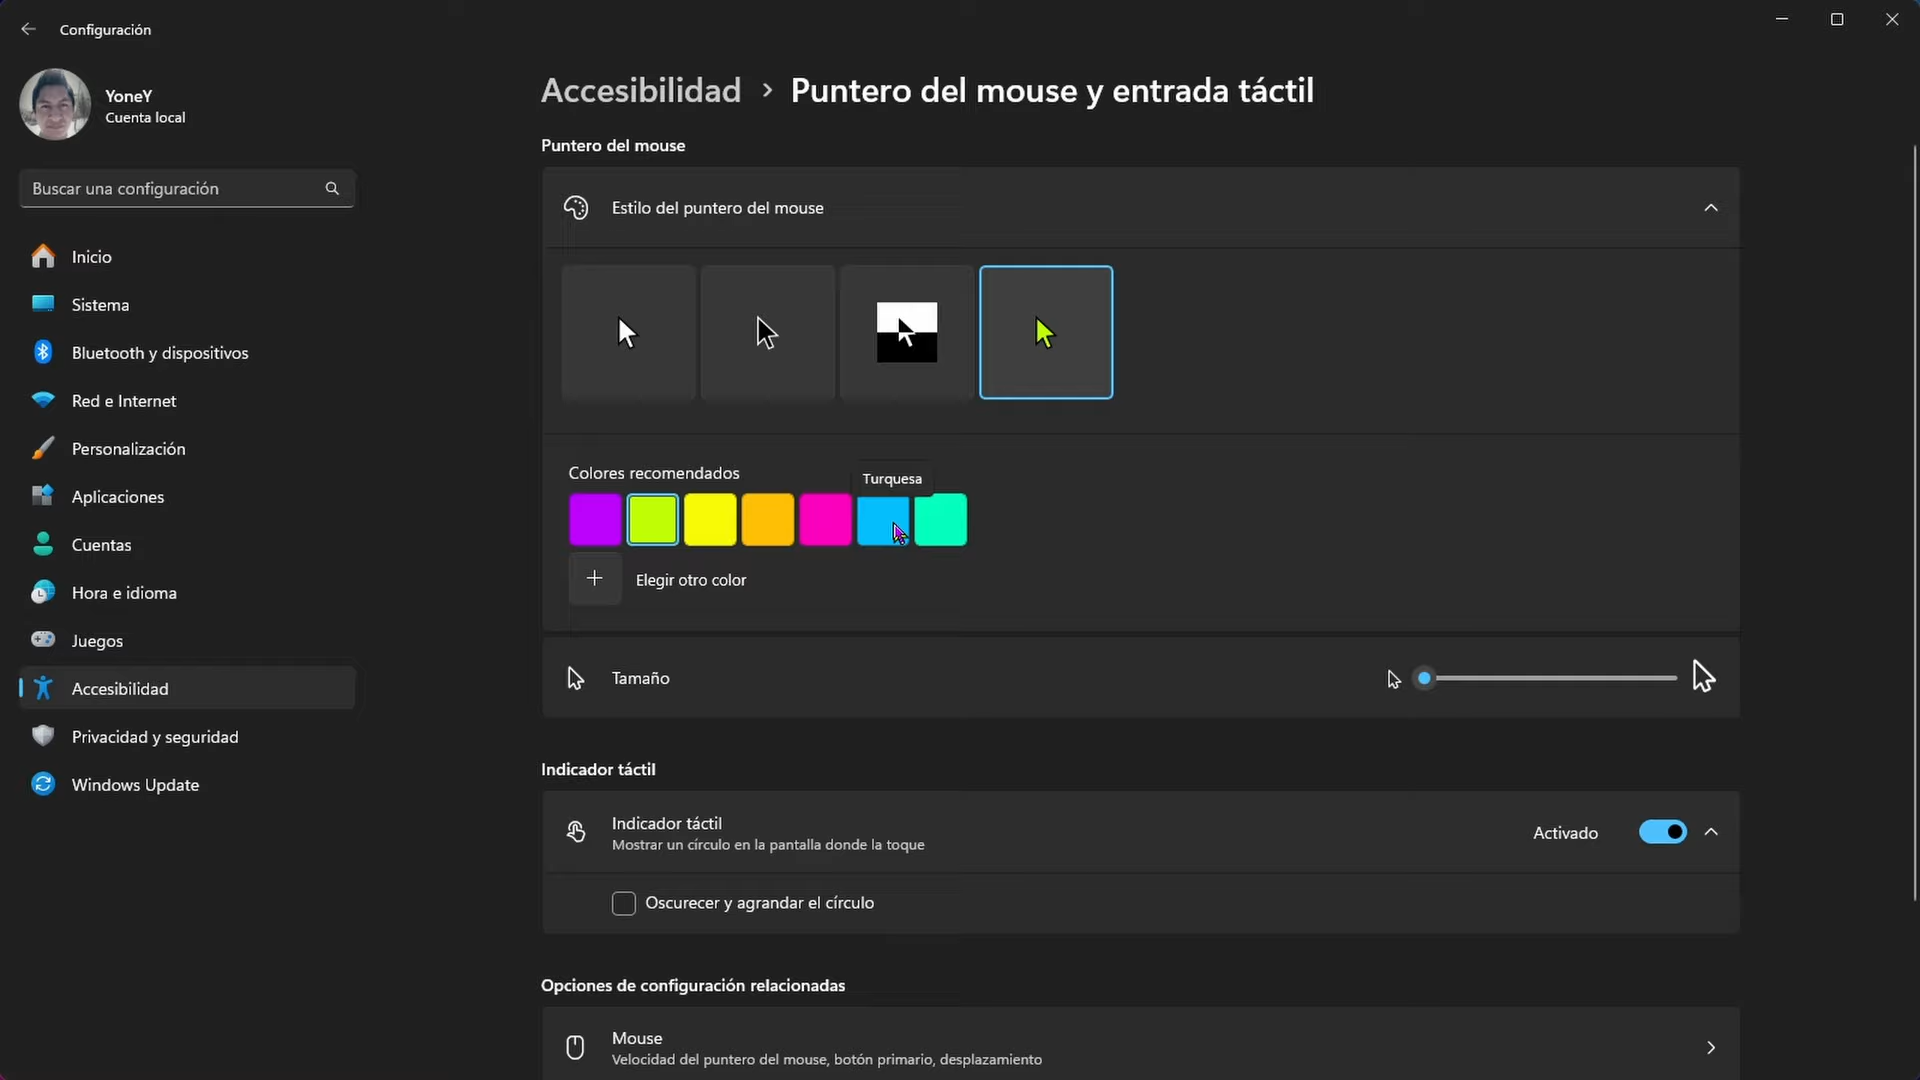 Configuración
YoneY
Cuenta local
Buscar una configuración
Inicio
Sistema
Bluetooth y dispositivos
Red e Internet
Personalización
Aplicaciones
Cuentas
Hora e idioma
Juegos
Accesibilidad
Privacidad y seguridad
Windows Update
Accesibilidad > Puntero del mouse y entrada táctil
Puntero del mouse
Estilo del puntero del mouse
Colores recomendados
Turquesa
Elegir otro color
Tamaño
Indicador táctil
Indicador táctil
Mostrar un círculo en la pantalla donde la toque
Activado
Oscurecer y agrandar el círculo
Opciones de configuración relacionadas
Mouse
Velocidad del puntero del mouse, botón primario, desplazamiento